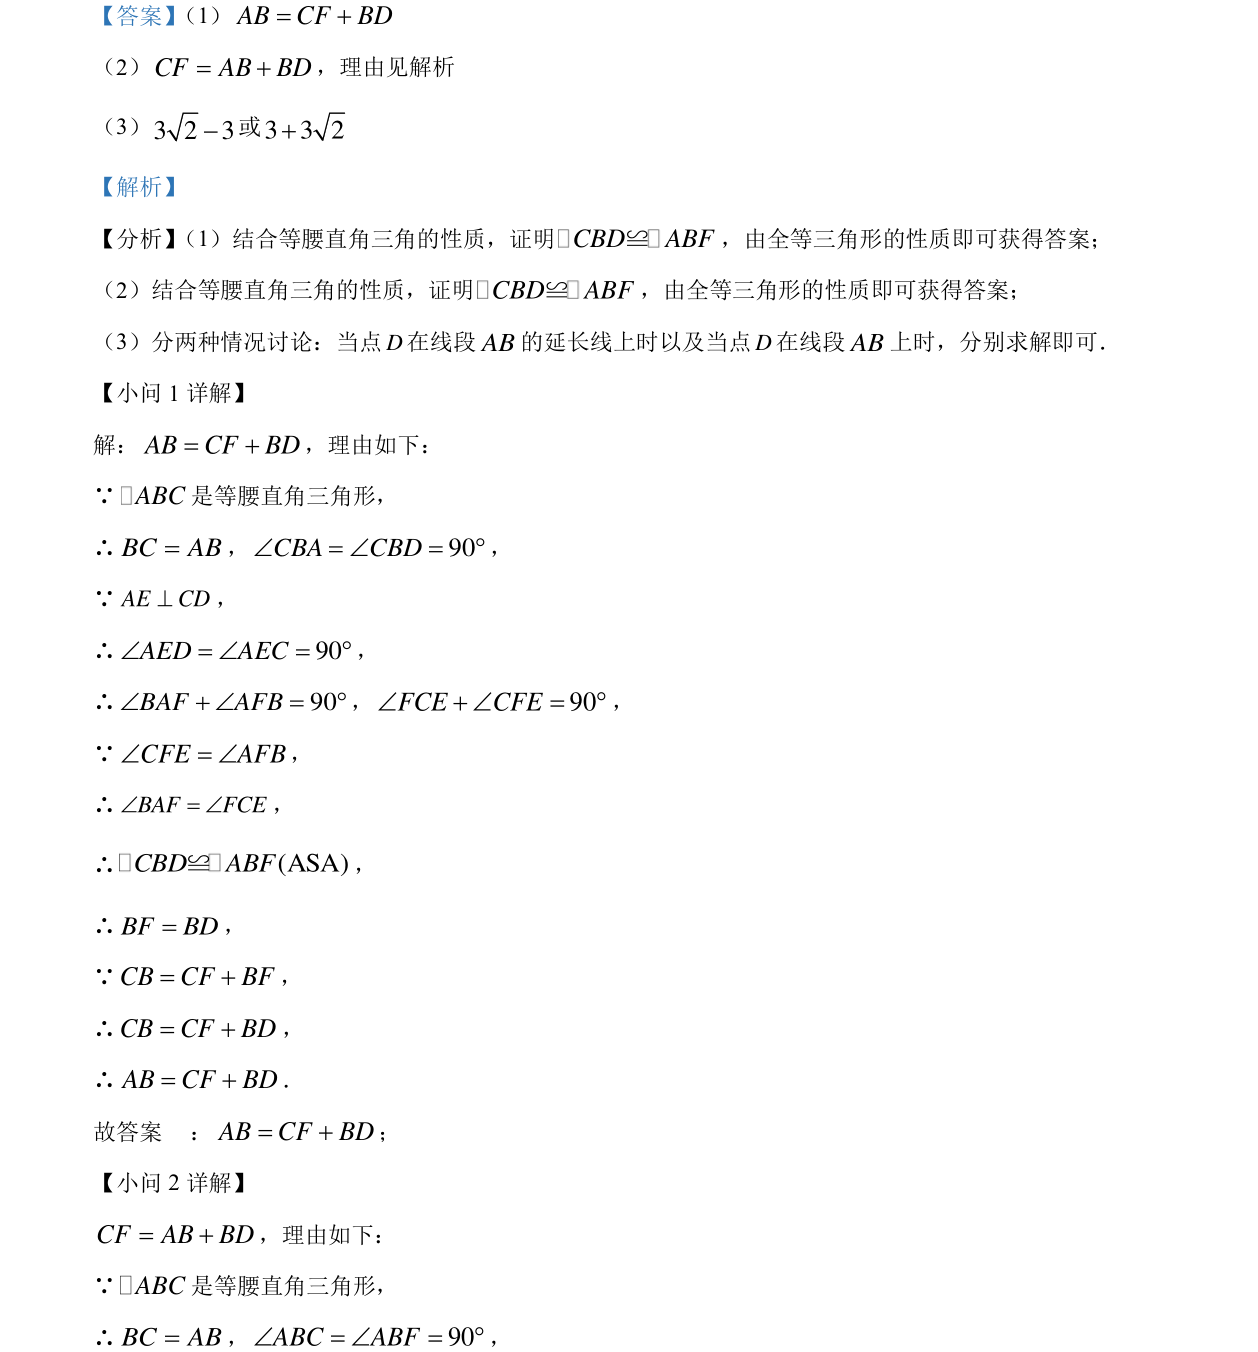 【答案】（1） AB = CF + BD
（2） CF = AB + BD，理由见解析
（3） 3√2 − 3或3 + 3√2
【解析】
【分析】（1）结合等腰直角三角的性质，证明□CBD≌□ABF，由全等三角形的性质即可获得答案；
（2）结合等腰直角三角的性质，证明□CBD≌□ABF，由全等三角形的性质即可获得答案；
（3）分两种情况讨论：当点D在线段AB的延长线上时以及当点D在线段AB上时，分别求解即可．
【小问1详解】
解： AB = CF + BD，理由如下：
∵□ABC是等腰直角三角形，
∴BC = AB，∠CBA = ∠CBD = 90°，
∵AE ⊥ CD，
∴∠AED = ∠AEC = 90°，
∴∠BAF + ∠AFB = 90°，∠FCE + ∠CFE = 90°，
∵∠CFE = ∠AFB，
∴∠BAF = ∠FCE，
∴□CBD≌□ABF(ASA)，
∴BF = BD，
∵CB = CF + BF，
∴CB = CF + BD，
∴AB = CF + BD．
故答案 ： AB = CF + BD；
【小问2详解】
CF = AB + BD，理由如下：
∵□ABC是等腰直角三角形，
∴BC = AB，∠ABC = ∠ABF = 90°，